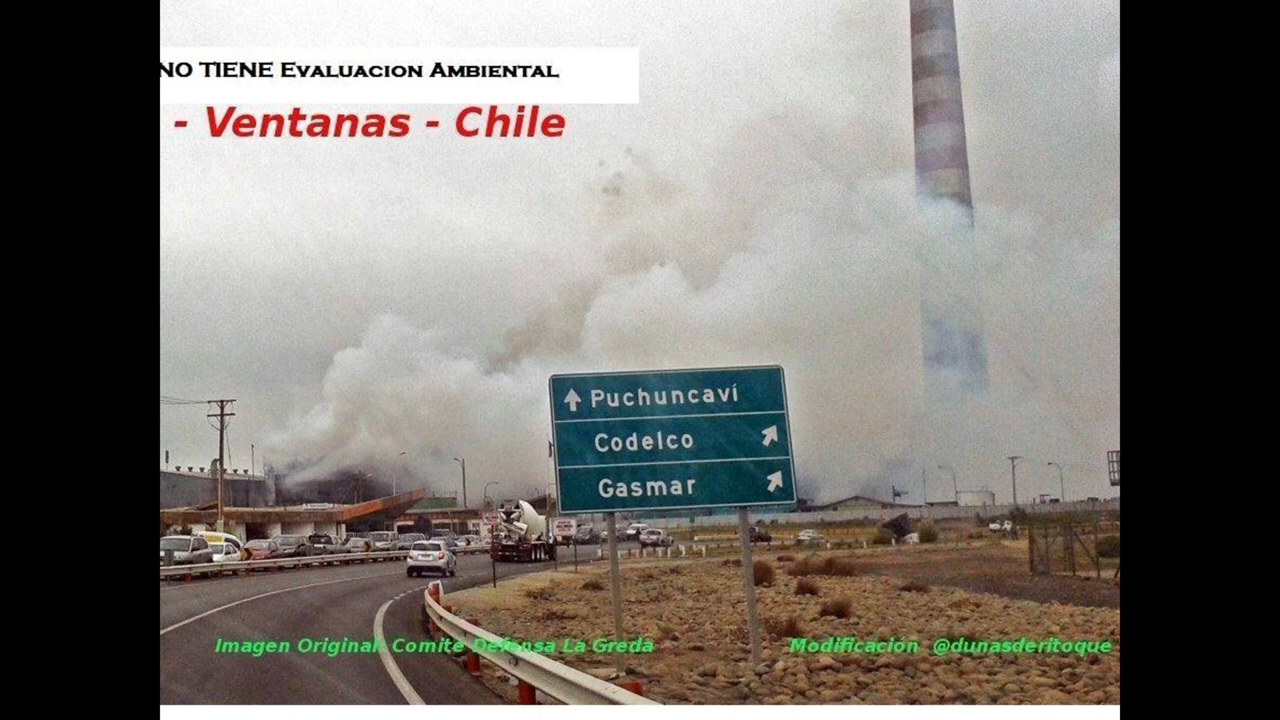 NO TIENE Evaluacion Ambiental
- Ventanas - Chile
Puchuncaví
Codelco
Gasmar
Imagen Original Comite Defensa La Greda
Modificación @dunasderitoque